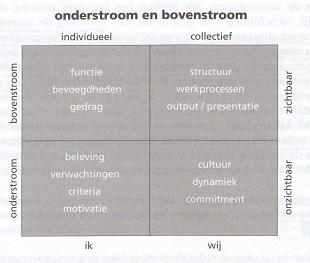 onderstroom en bovenstroom
individueel
collectief
bovenstroom
functie
bevoegdheden
gedrag
structuur
werkprocessen
output / presentatie
zichtbaar
onderstroom
beleving
verwachtingen
criteria
motivatie
cultuur
dynamiek
commitment
onzichtbaar
ik
wij